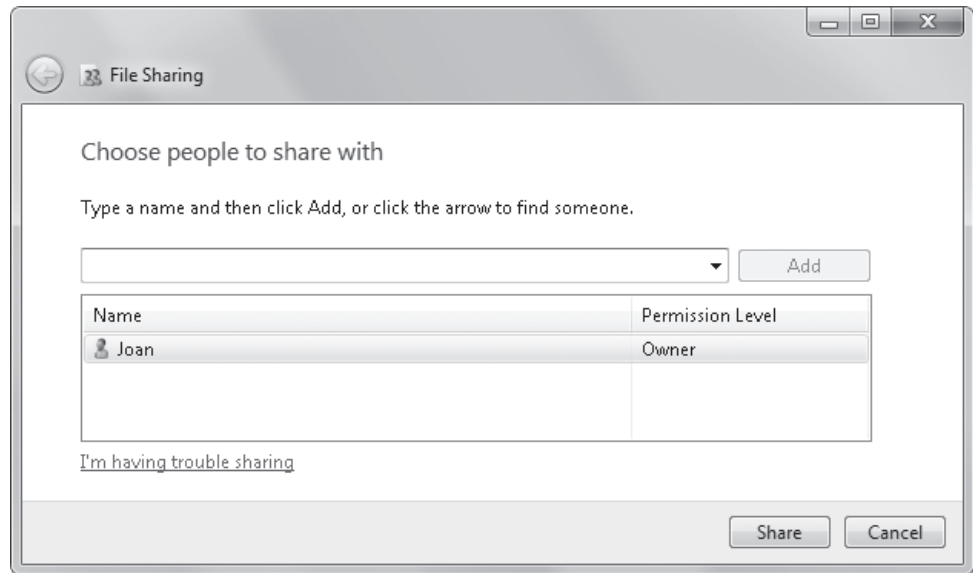 File Sharing
Choose people to share with
Type a name and then click Add, or click the arrow to find someone.
Add
Name Permission Level
Joan Owner
I'm having trouble sharing
Share Cancel